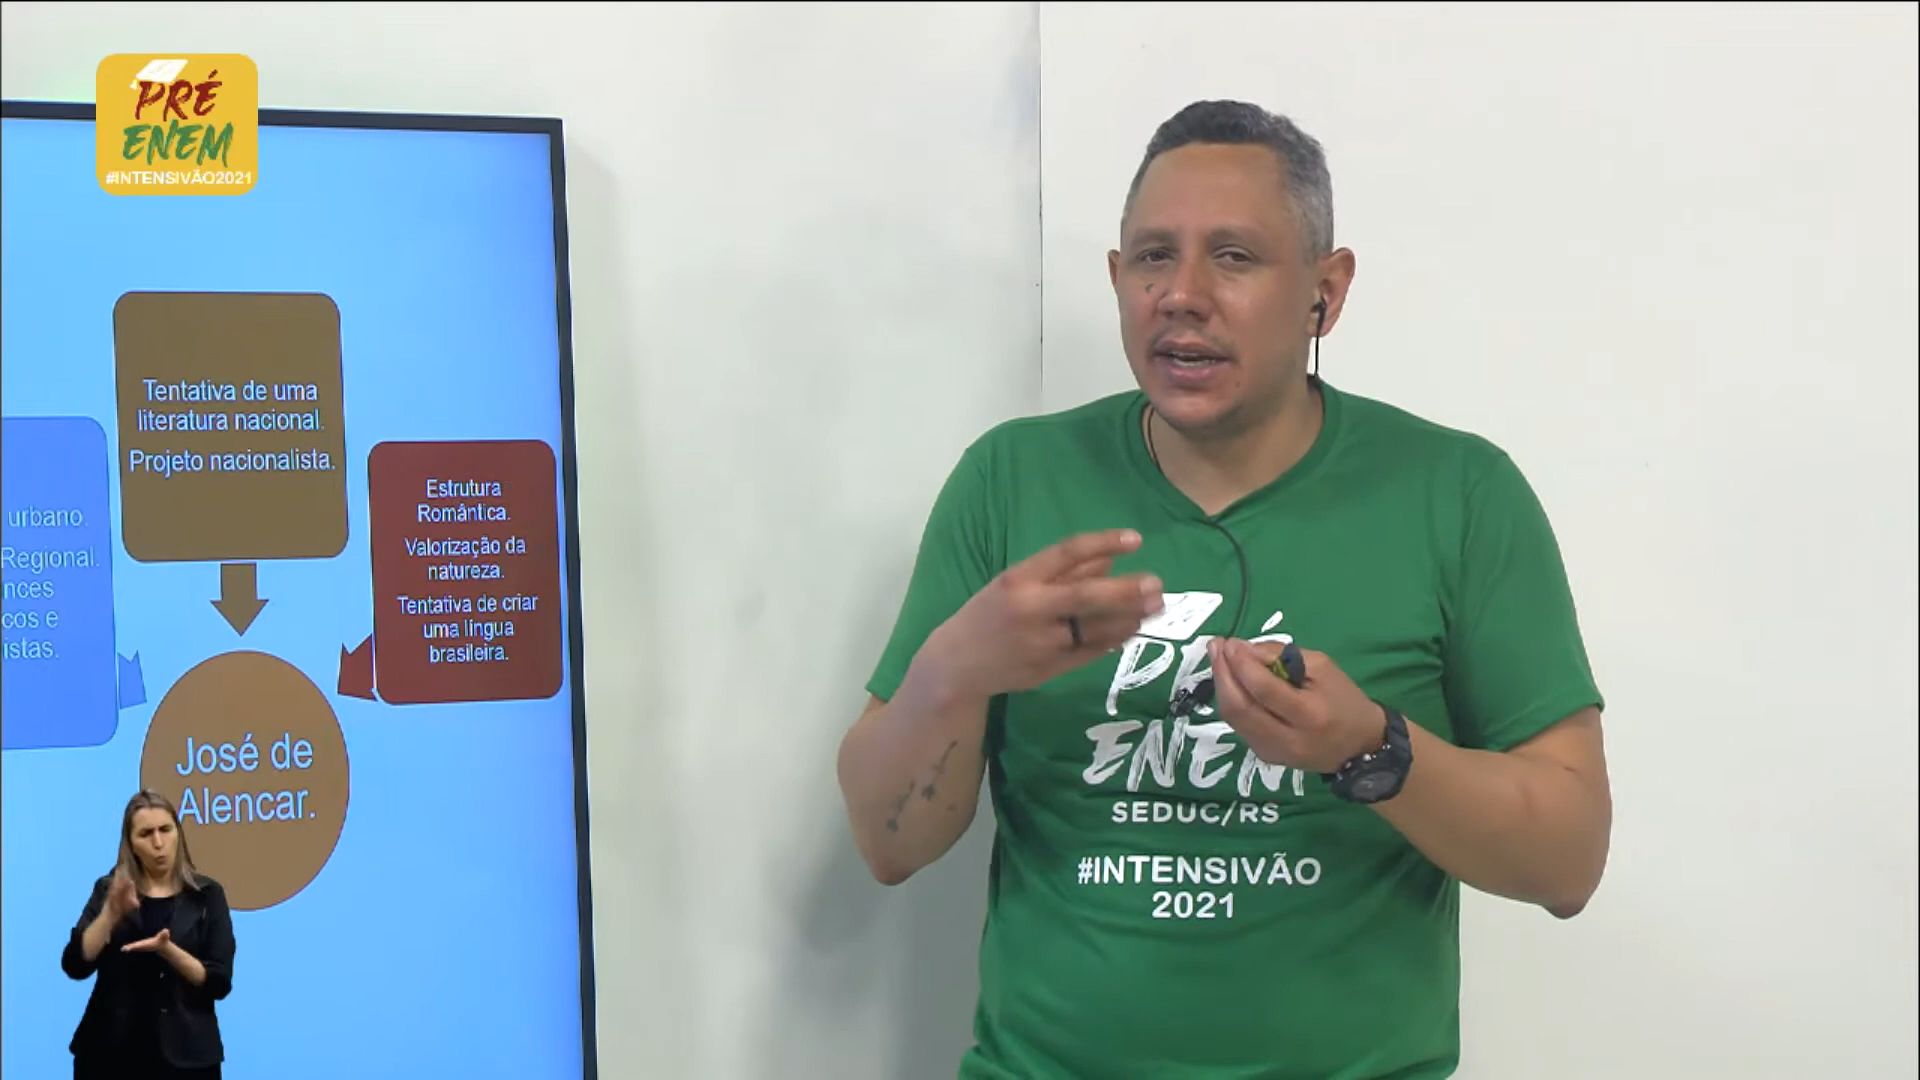 PRÉ
ENEM
#INTENSIVÃO2021
Tentativa de uma
literatura nacional.
Projeto nacionalista.
urbano.
Regional.
nces
cos e
istas.
Estrutura
Romântica.
Valorização da
natureza.
Tentativa de criar
uma língua
brasileira.
José de
Alencar.
PRÉ
ENEM
SEDUC/RS
#INTENSIVÃO
2021